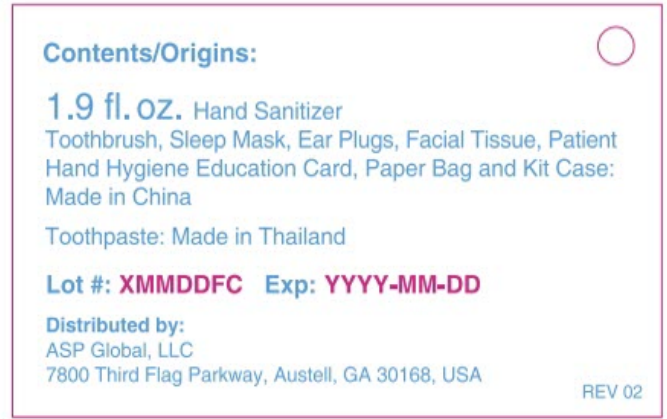 Contents/Origins:
1.9 fl. oz. Hand Sanitizer
Toothbrush, Sleep Mask, Ear Plugs, Facial Tissue, Patient
Hand Hygiene Education Card, Paper Bag and Kit Case:
Made in China
Toothpaste: Made in Thailand
Lot #: XMMDDFC Exp: YYYY-MM-DD
Distributed by:
ASP Global, LLC
7800 Third Flag Parkway, Austell, GA 30168, USA
REV 02